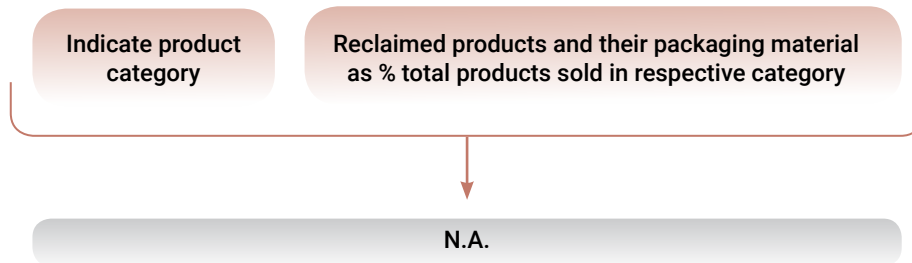 Indicate product
category
Reclaimed products and their packaging material
as % total products sold in respective category
N.A.